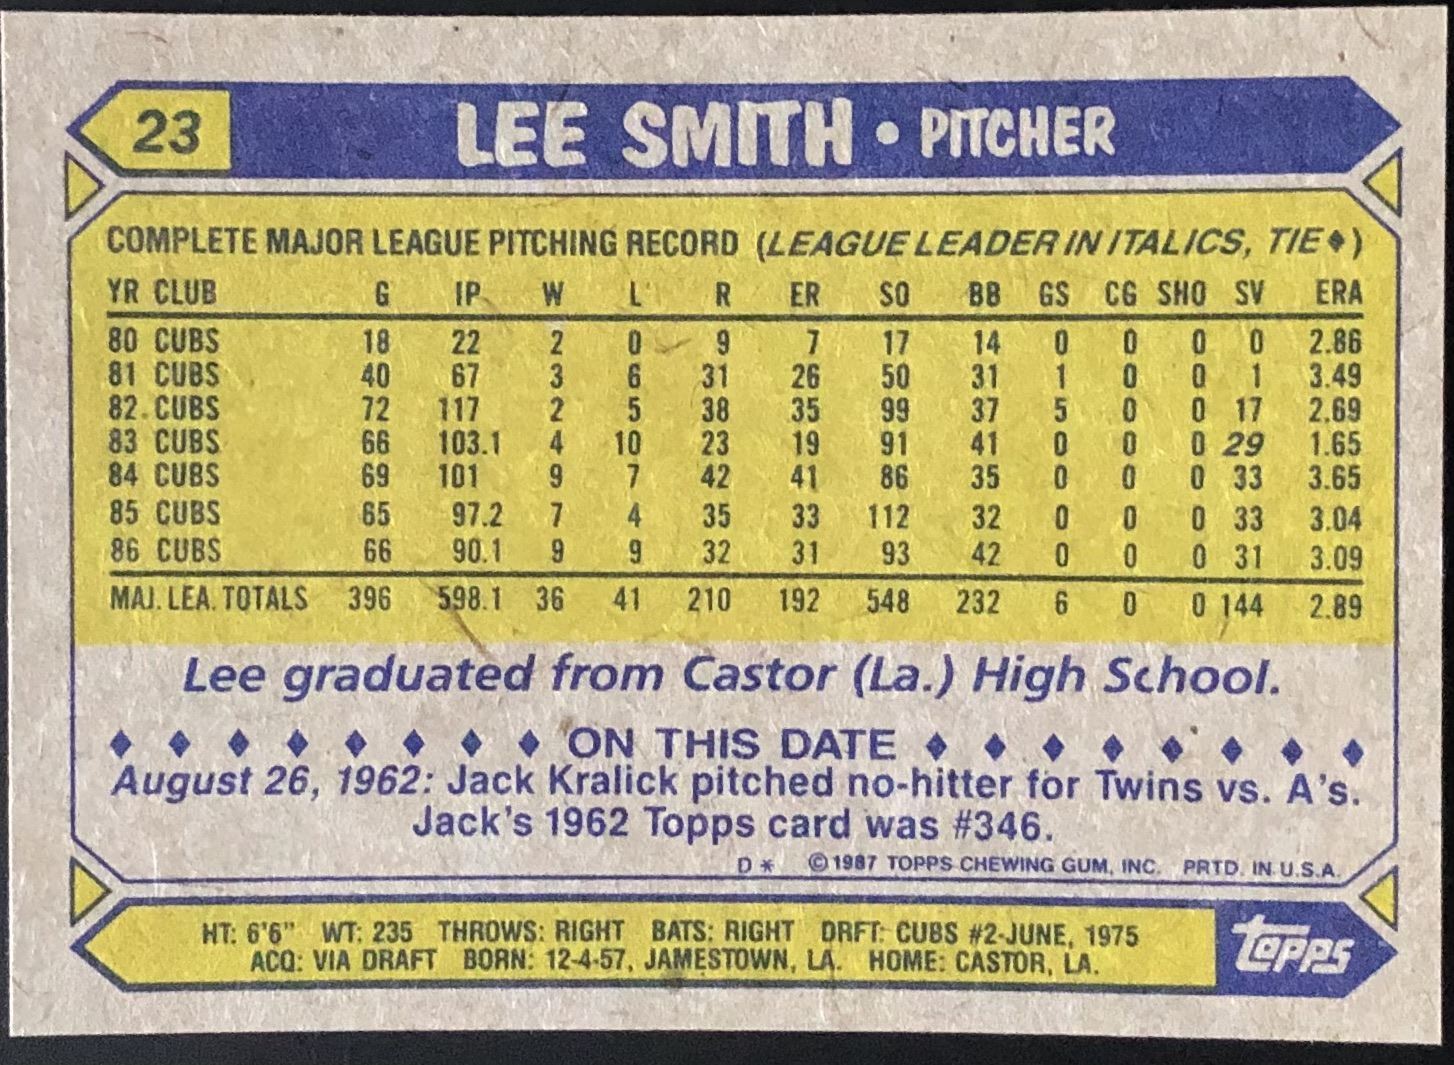 23 LEE SMITH • PITCHER
COMPLETE MAJOR LEAGUE PITCHING RECORD (LEAGUE LEADER IN ITALICS, TIE♦)
YR CLUB G IP W L R ER SO BB GS CG SHO SV ERA
80 CUBS 18 22 2 0 9 7 17 14 0 0 0 0 2.86
81 CUBS 40 67 3 6 31 26 50 31 1 0 0 1 3.49
82 CUBS 72 117 2 5 38 35 99 37 5 0 0 17 2.69
83 CUBS 66 103.1 4 10 23 19 91 41 0 0 0 29 1.65
84 CUBS 69 101 9 7 42 41 86 35 0 0 0 33 3.65
85 CUBS 65 97.2 7 4 35 33 112 32 0 0 0 33 3.04
86 CUBS 66 90.1 9 9 32 31 93 42 0 0 0 31 3.09
MAJ. LEA. TOTALS 396 598.1 36 41 210 192 548 232 6 0 0 144 2.89
Lee graduated from Castor (La.) High School.
♦ ♦ ♦ ♦ ♦ ♦ ♦ ♦ ON THIS DATE ♦ ♦ ♦ ♦ ♦ ♦ ♦ ♦
August 26, 1962: Jack Kralick pitched no-hitter for Twins vs. A's.
Jack's 1962 Topps card was #346.
D * © 1987 TOPPS CHEWING GUM, INC. PRTD. IN U.S.A.
HT: 6'6" WT: 235 THROWS: RIGHT BATS: RIGHT DRFT: CUBS #2-JUNE, 1975
ACQ: VIA DRAFT BORN: 12-4-57, JAMESTOWN, LA. HOME: CASTOR, LA.
topps